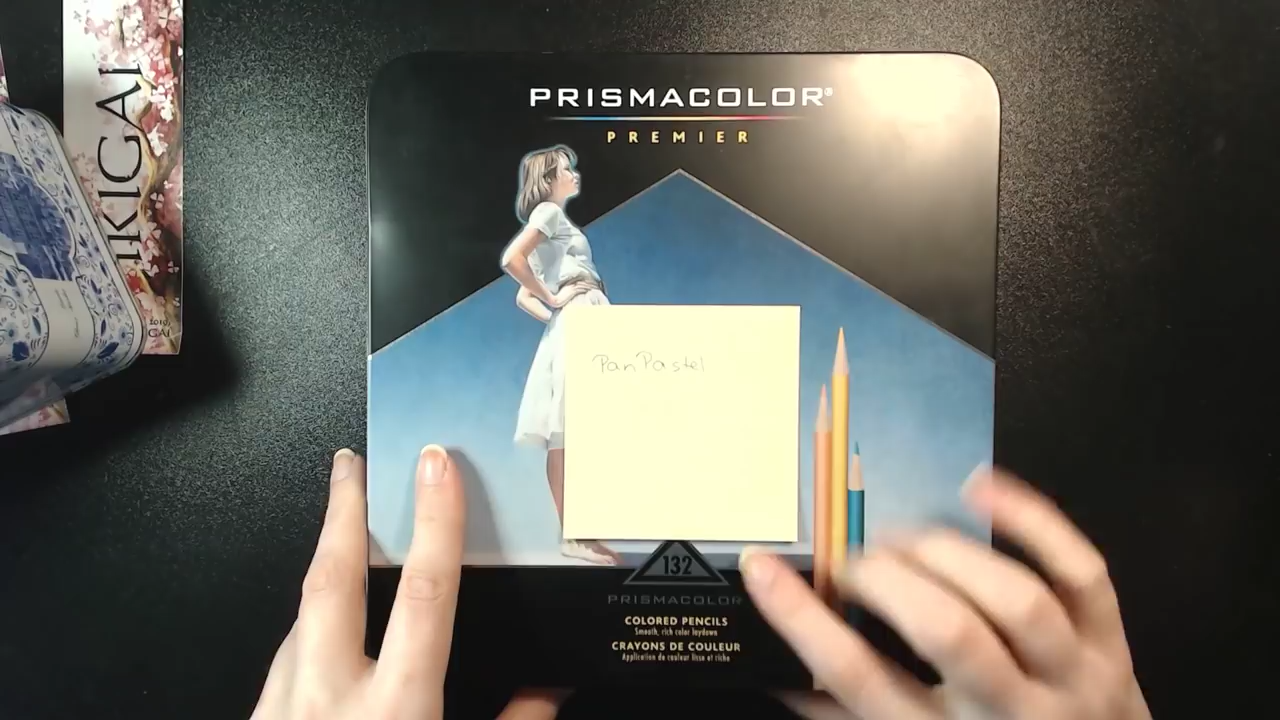 IKIGAI
PRISMACOLOR®
PREMIER
PanPastel
132
PRISMACOLOR
COLORED PENCILS
Smooth, rich color laydown
CRAYONS DE COULEUR
Application de couleur lisse et riche